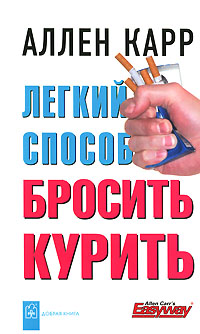 АЛЛЕН КАРР
ЛЕГКИЙ
СПОСОБ
БРОСИТЬ
КУРИТЬ
ДОБРАЯ КНИГА
Allen Carr's
Easyway